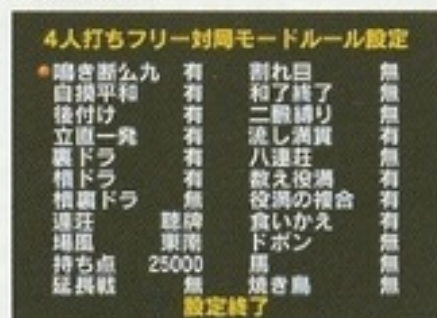 4人打ちフリー対局モードルール設定
鳴き断么九 有 割れ目 無
自摸平和 有 和了終了 無
後付け 有 二飜縛り 無
立直一発 有 流し満貫 有
裏ドラ 有 八連荘 無
槓ドラ 有 数え役満 有
槓裏ドラ 無 役満の複合 有
連荘 聴牌 食いかえ 有
場風 東南 ドボン 無
持ち点 25000 馬 無
延長戦 無 焼き鳥 無
設定終了